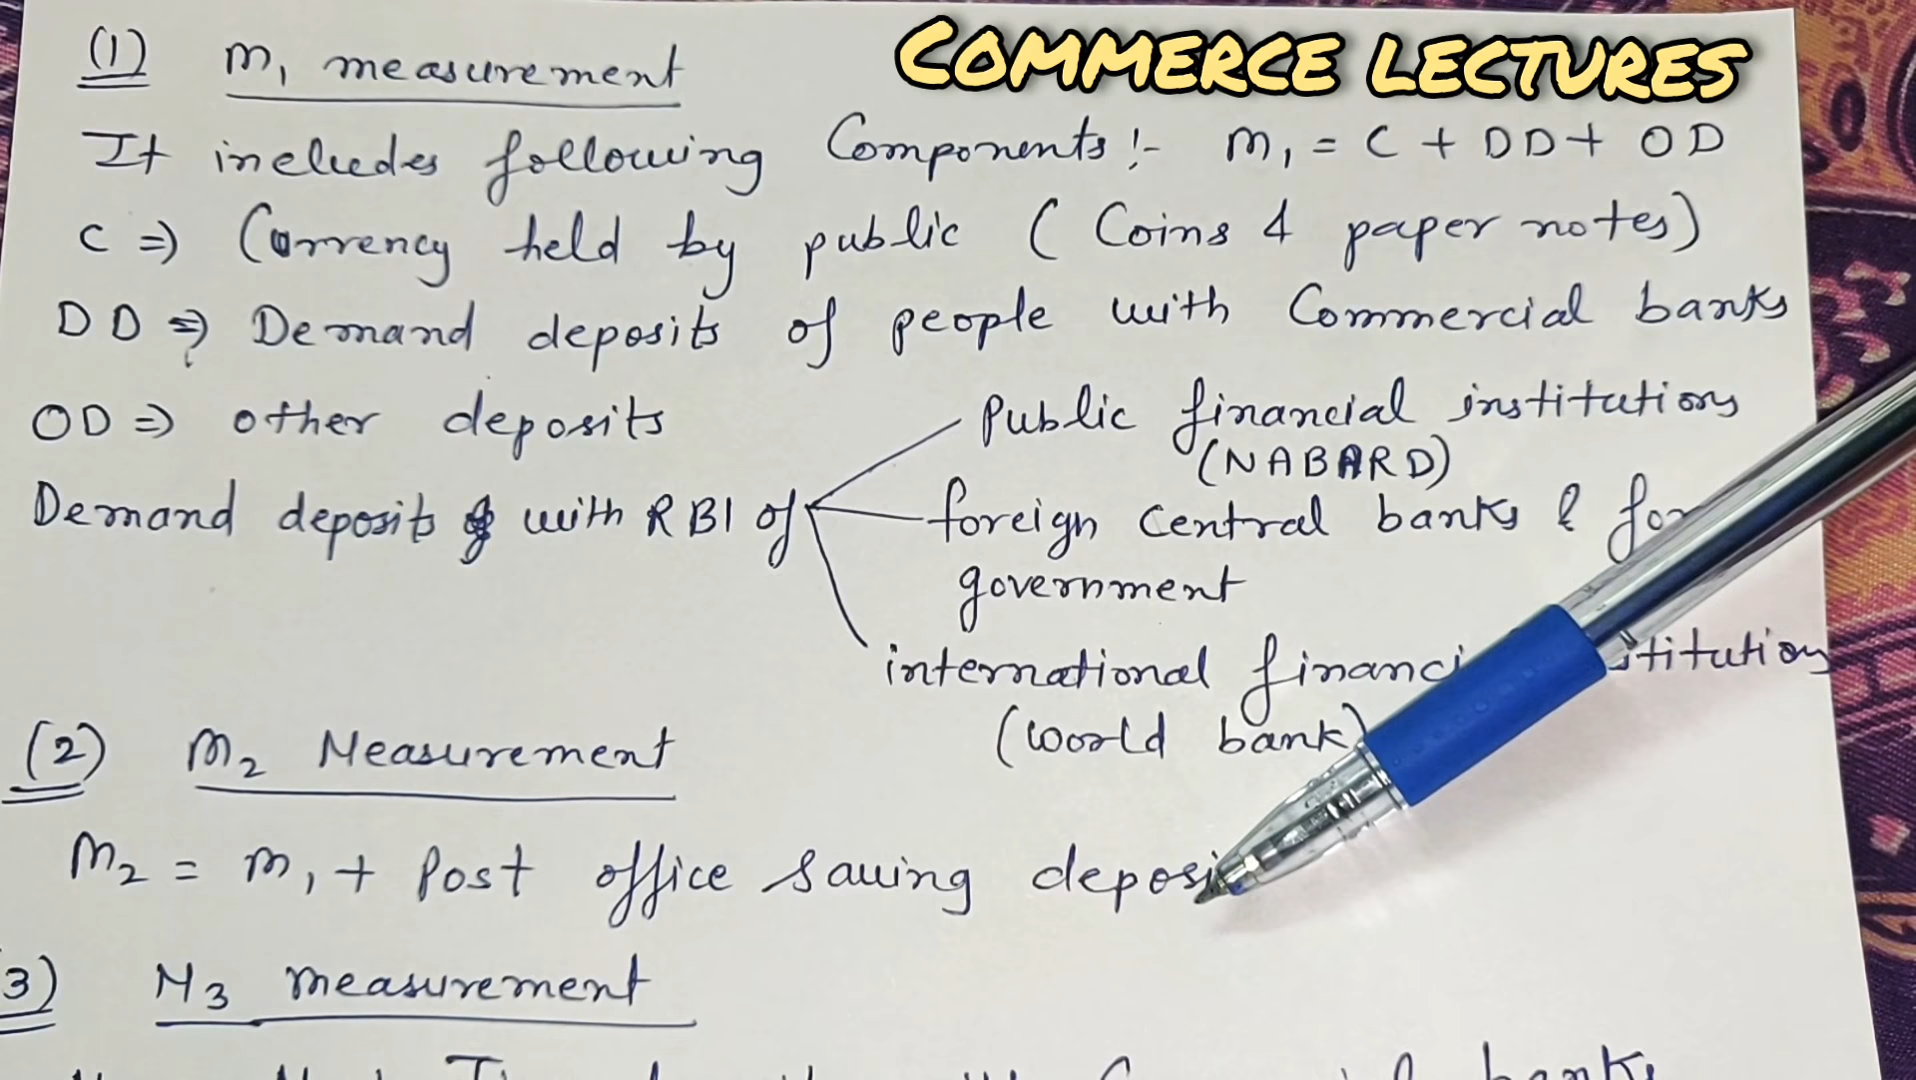 COMMERCE LECTURES
(1) M₁ measurement
It includes following Components :- M₁ = C + DD + OD
C ⇒ Currency held by public ( Coins & paper notes)
DD ⇒ Demand deposits of people with Commercial banks
OD ⇒ other deposits
Public financial institutions
(NABARD)
Demand deposits with RBI of
foreign central banks &
government
international
(World bank)
(2) M₂ Measurement
M₂ = M₁ + Post office saving
(3) M3 measurement
banks